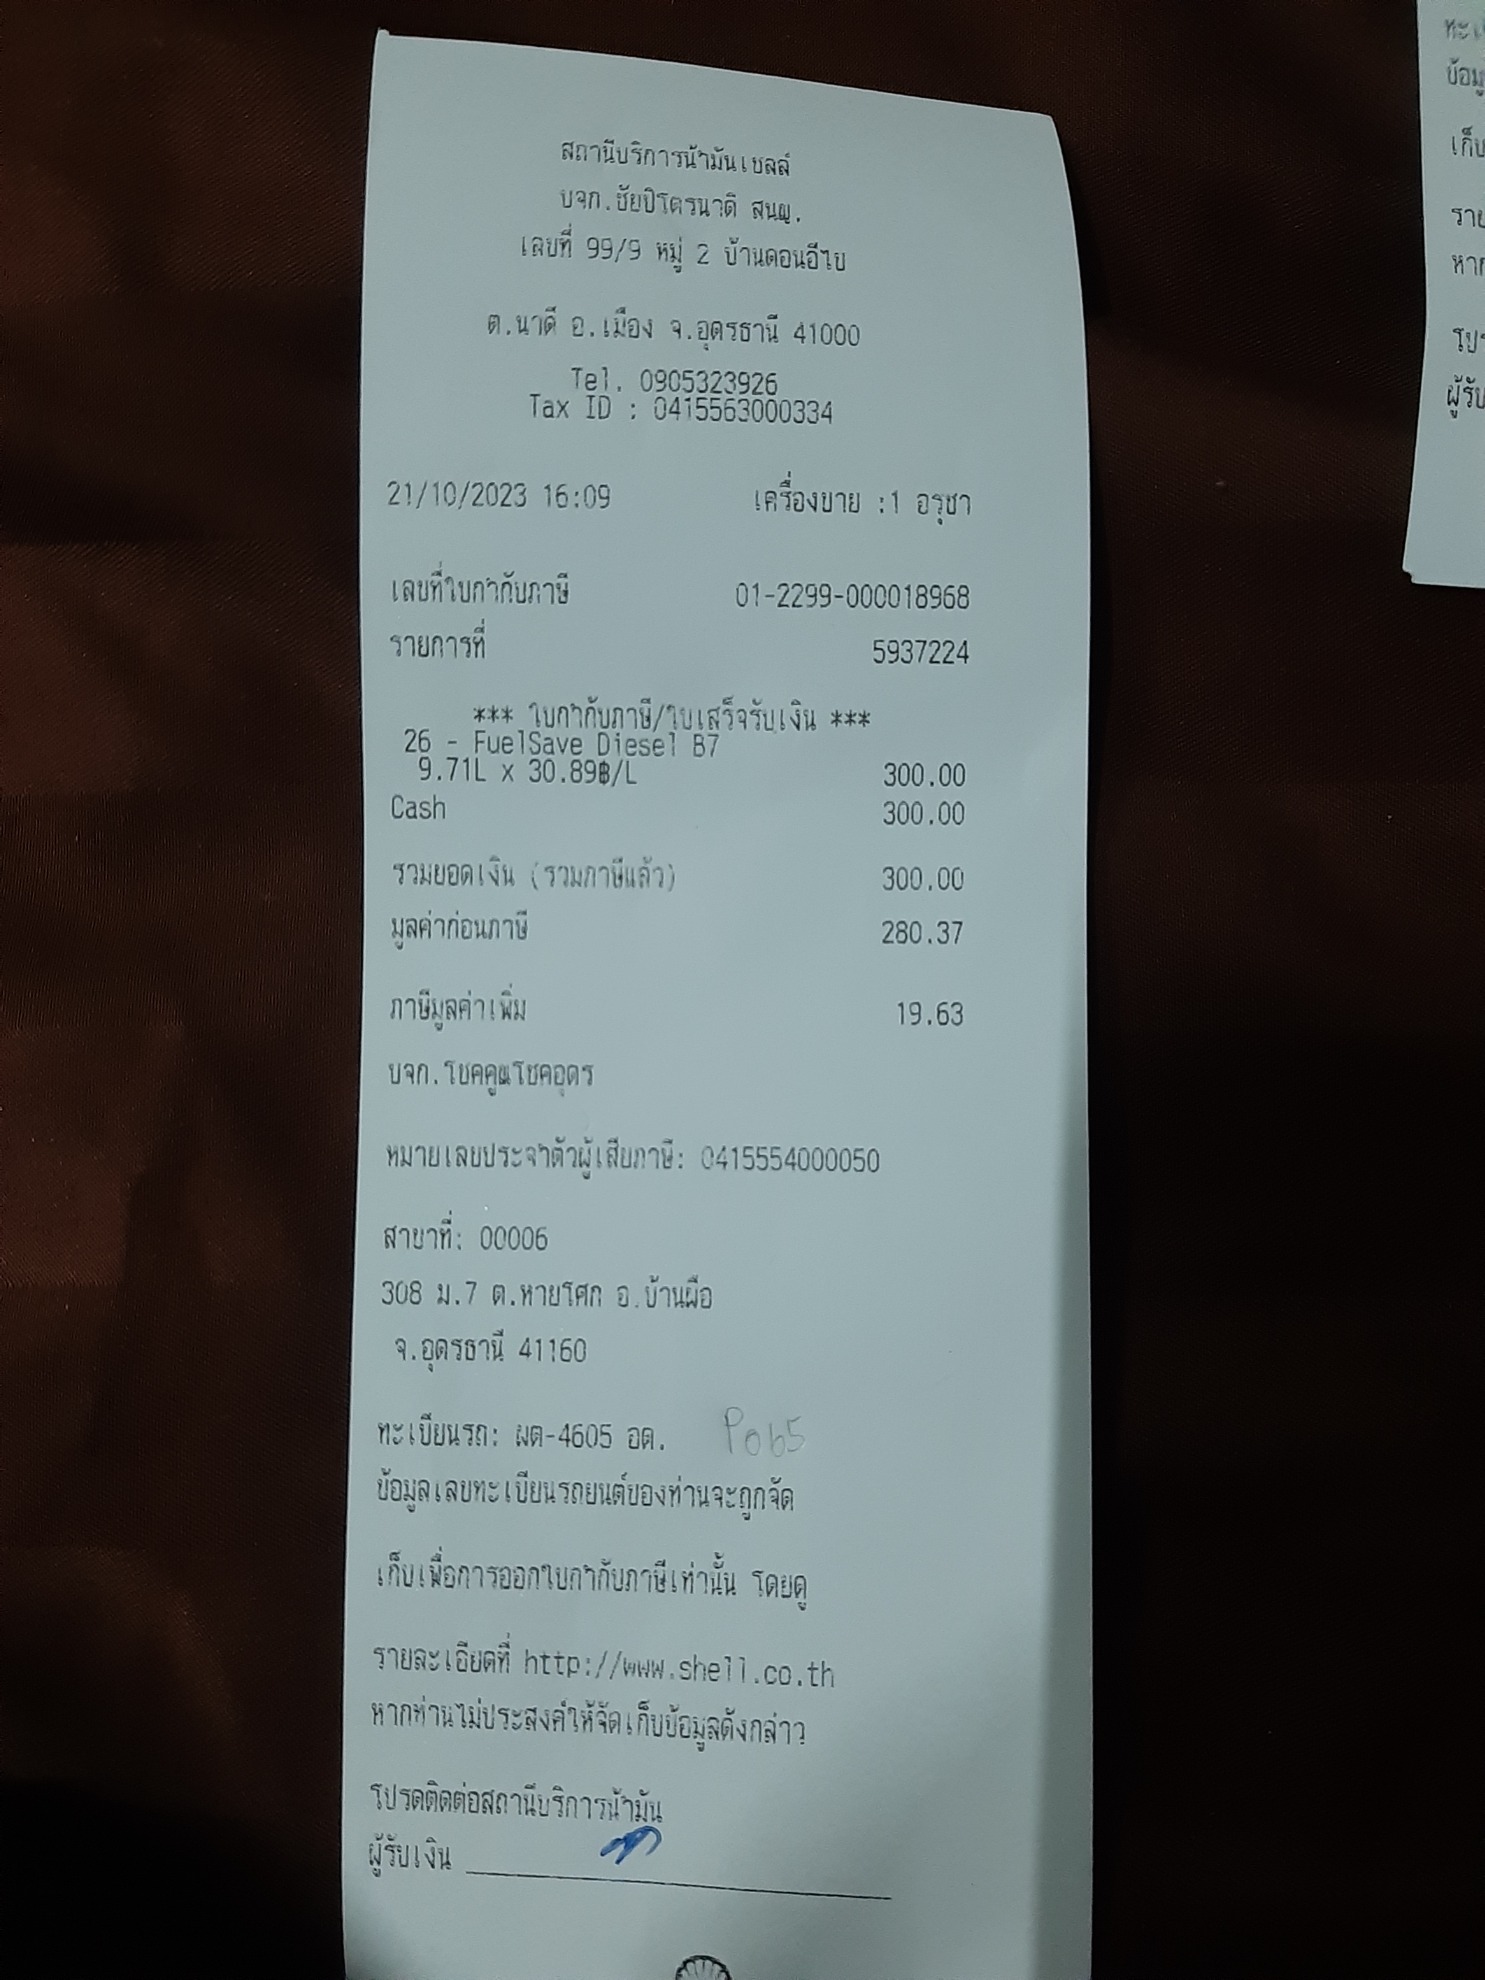 สถานีบริการน้ำมันเชลล์
บจก.ชัยปิโตรนาดี สนญ.
เลขที่ 99/9 หมู่ 2 บ้านดอนอีไข
ต.นาดี อ.เมือง จ.อุดรธานี 41000
Tel. 0905323926
Tax ID : 0415563000334
21/10/2023 16:09 เครื่องขาย :1 อรุชา
เลขที่ใบกำกับภาษี 01-2299-000018968
รายการที่ 5937224
*** ใบกำกับภาษี/ใบเสร็จรับเงิน ***
26 - FuelSave Diesel B7
9.71L x 30.89฿/L 300.00
Cash 300.00
รวมยอดเงิน (รวมภาษีแล้ว) 300.00
มูลค่าก่อนภาษี 280.37
ภาษีมูลค่าเพิ่ม 19.63
บจก.โชคคูณโชคอุดร
หมายเลขประจำตัวผู้เสียภาษี: 0415554000050
สาขาที่: 00006
308 ม.7 ต.หายโศก อ.บ้านผือ
จ.อุดรธานี 41160
ทะเบียนรถ: ผต-4605 อด. P065
ข้อมูลเลขทะเบียนรถยนต์ของท่านจะถูกจัด
เก็บเพื่อการออกใบกำกับภาษีเท่านั้น โดยดู
รายละเอียดที่ http://www.shell.co.th
หากท่านไม่ประสงค์ให้จัดเก็บข้อมูลดังกล่าว
โปรดติดต่อสถานีบริการน้ำมัน
ผู้รับเงิน